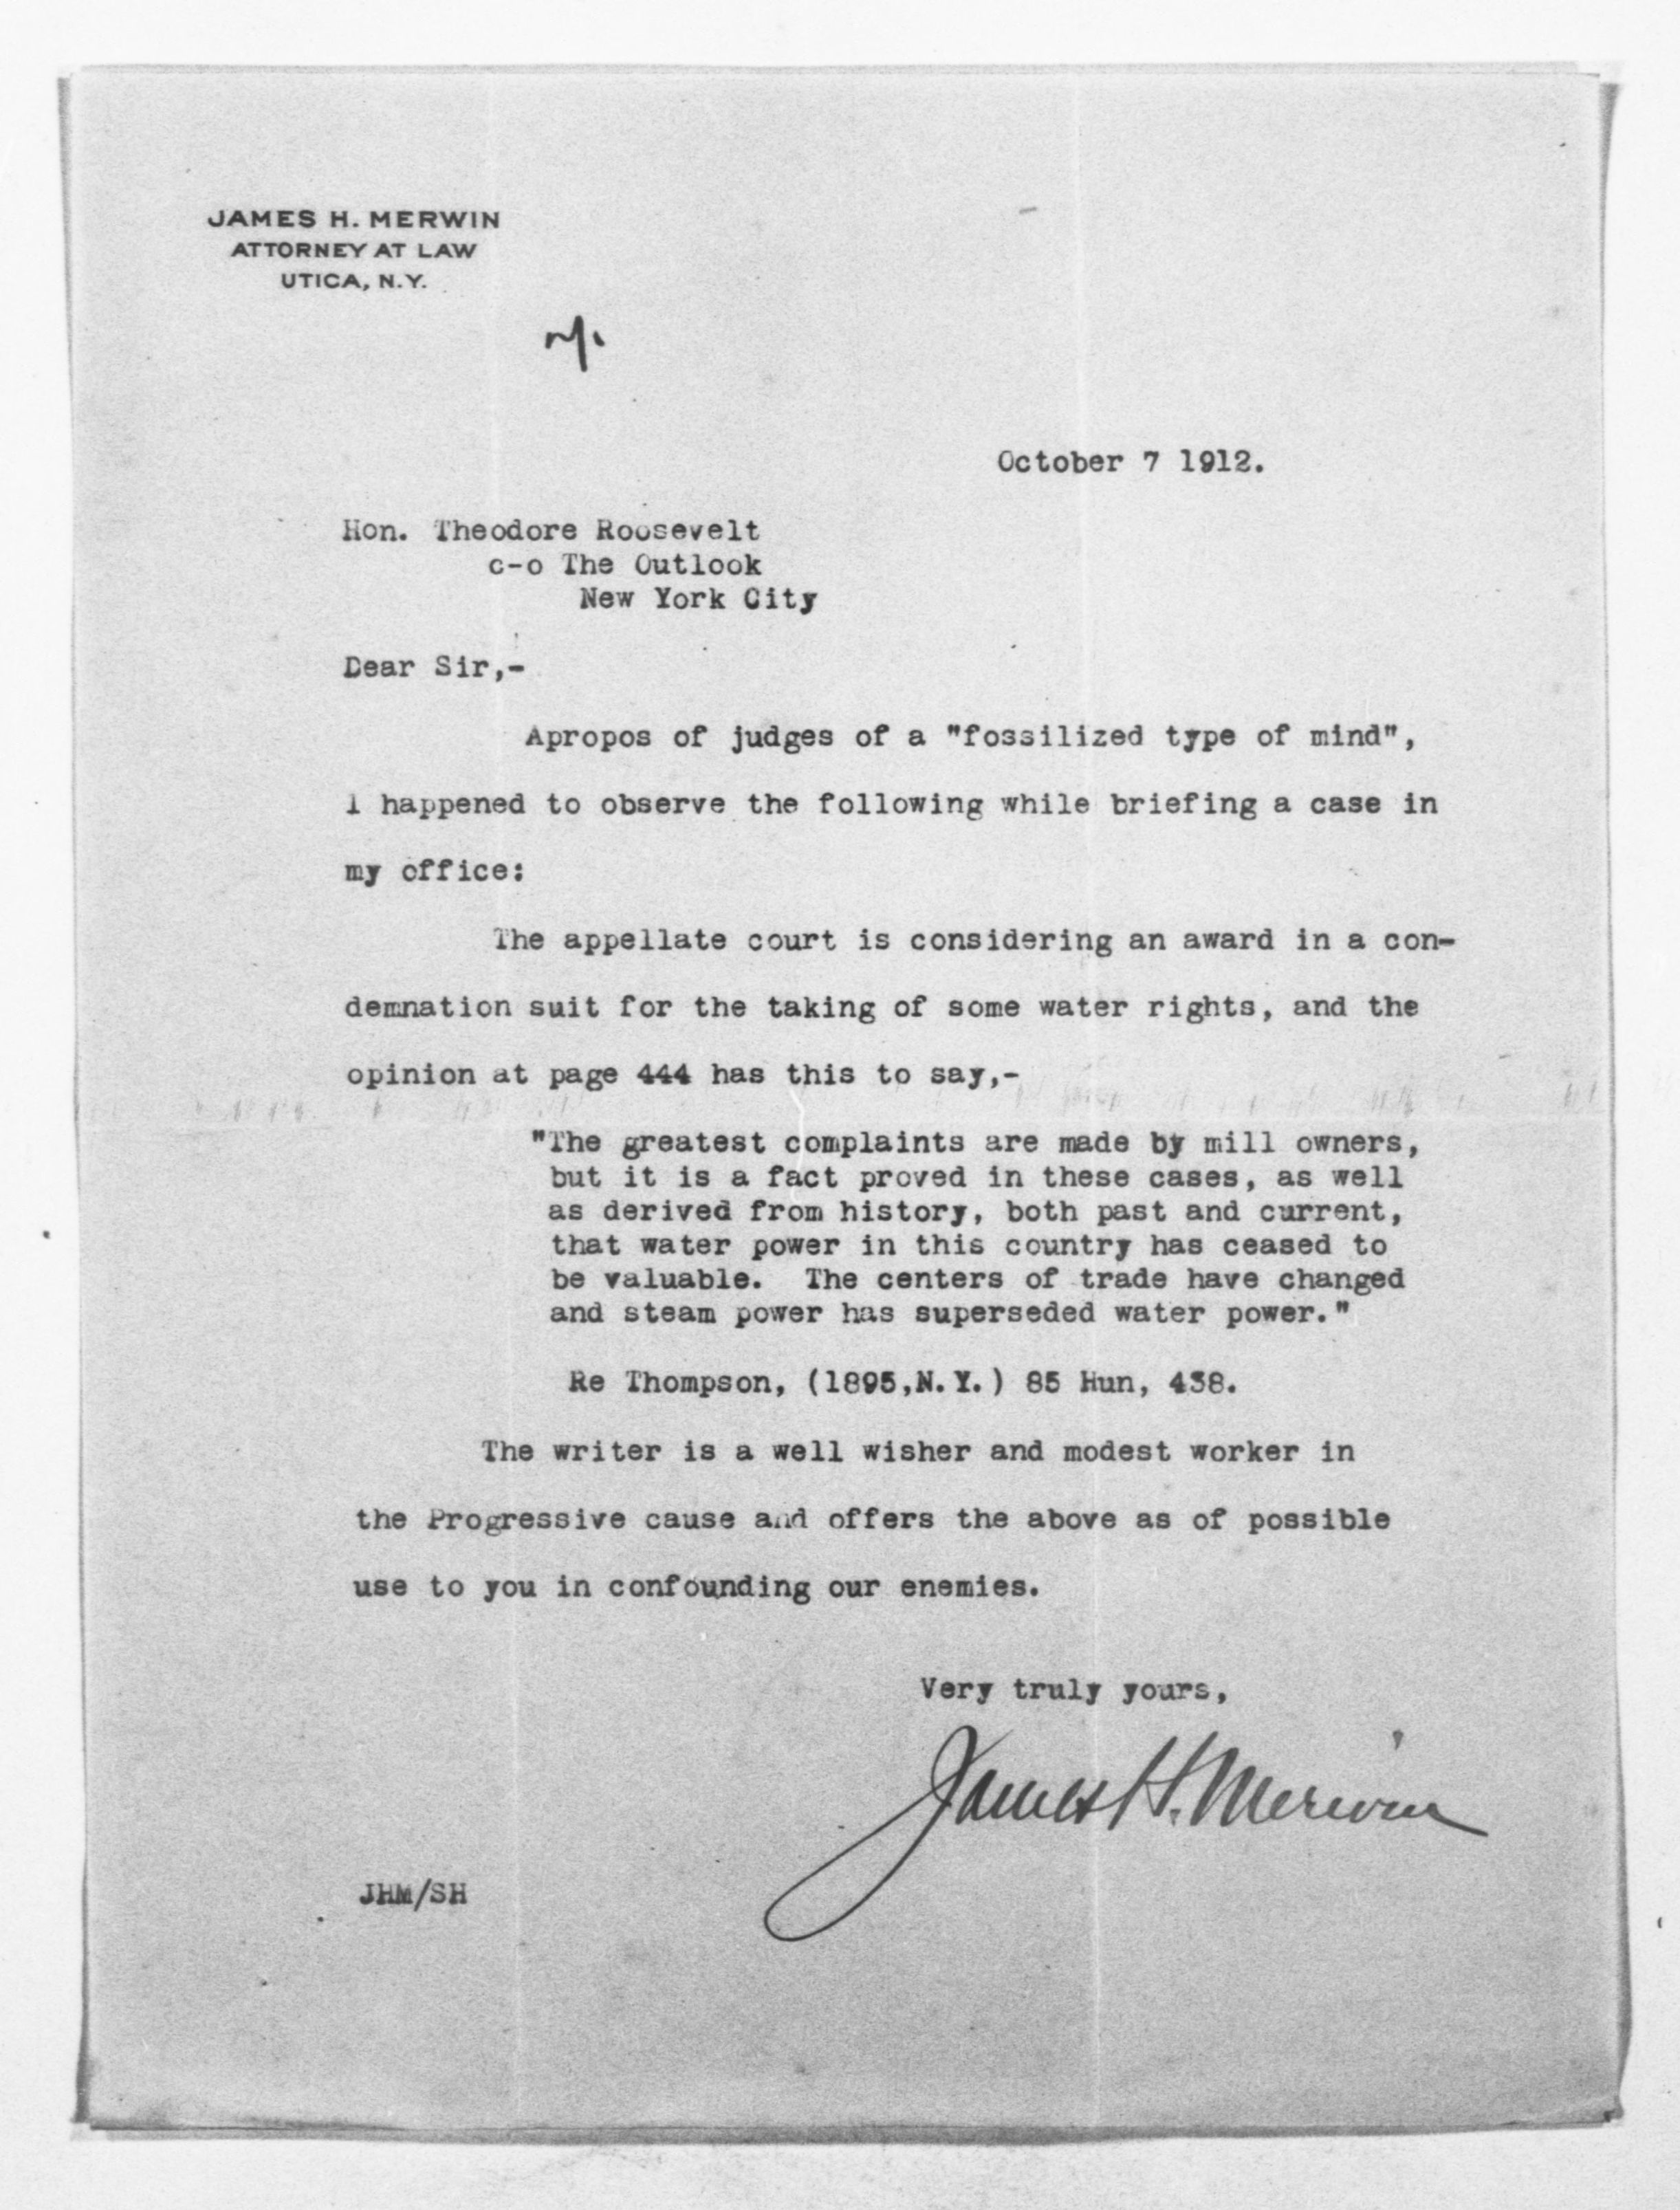 JAMES H. MERWIN
ATTORNEY AT LAW
UTICA, N.Y.
October 7 1912.
Hon. Theodore Roosevelt
c-o The Outlook
New York City
Dear Sir,-
Apropos of judges of a "fossilized type of mind",
I happened to observe the following while briefing a case in
my office:
The appellate court is considering an award in a con-
demnation suit for the taking of some water rights, and the
opinion at page 444 has this to say,-
"The greatest complaints are made by mill owners,
but it is a fact proved in these cases, as well
as derived from history, both past and current,
that water power in this country has ceased to
be valuable. The centers of trade have changed
and steam power has superseded water power."
Re Thompson, (1895,N.Y.) 85 Hun, 438.
The writer is a well wisher and modest worker in
the Progressive cause and offers the above as of possible
use to you in confounding our enemies.
Very truly yours,
James H. Merwin
JHM/SH